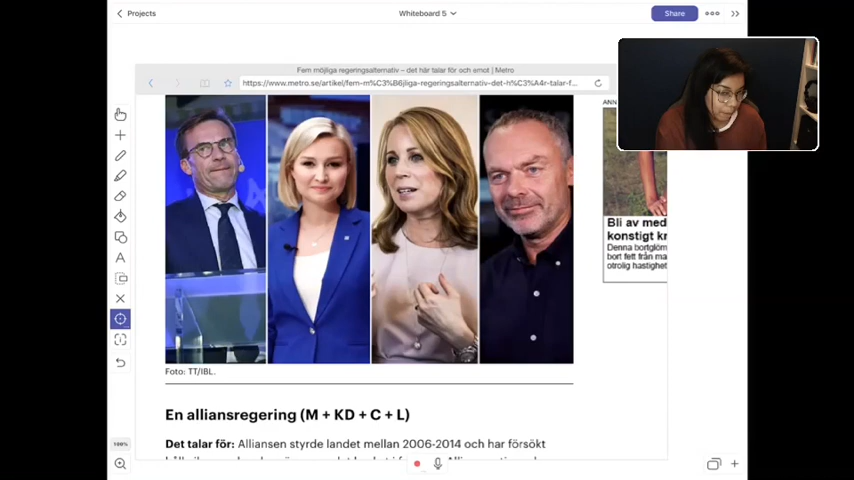 Projects
Whiteboard 5
Share
Fem möjliga regeringsalternativ – det här talar för och emot | Metro
https://www.metro.se/artikel/fem-m%C3%B6jliga-regeringsalternativ-det-h%C3%A4r-talar-f...
ANN
Bli av med
konstigt kr
Denna bortglöm
bort fett från ma
otrolig hastighet
Foto: TT/IBL.
En alliansregering (M + KD + C + L)
Det talar för: Alliansen styrde landet mellan 2006-2014 och har försökt
100%